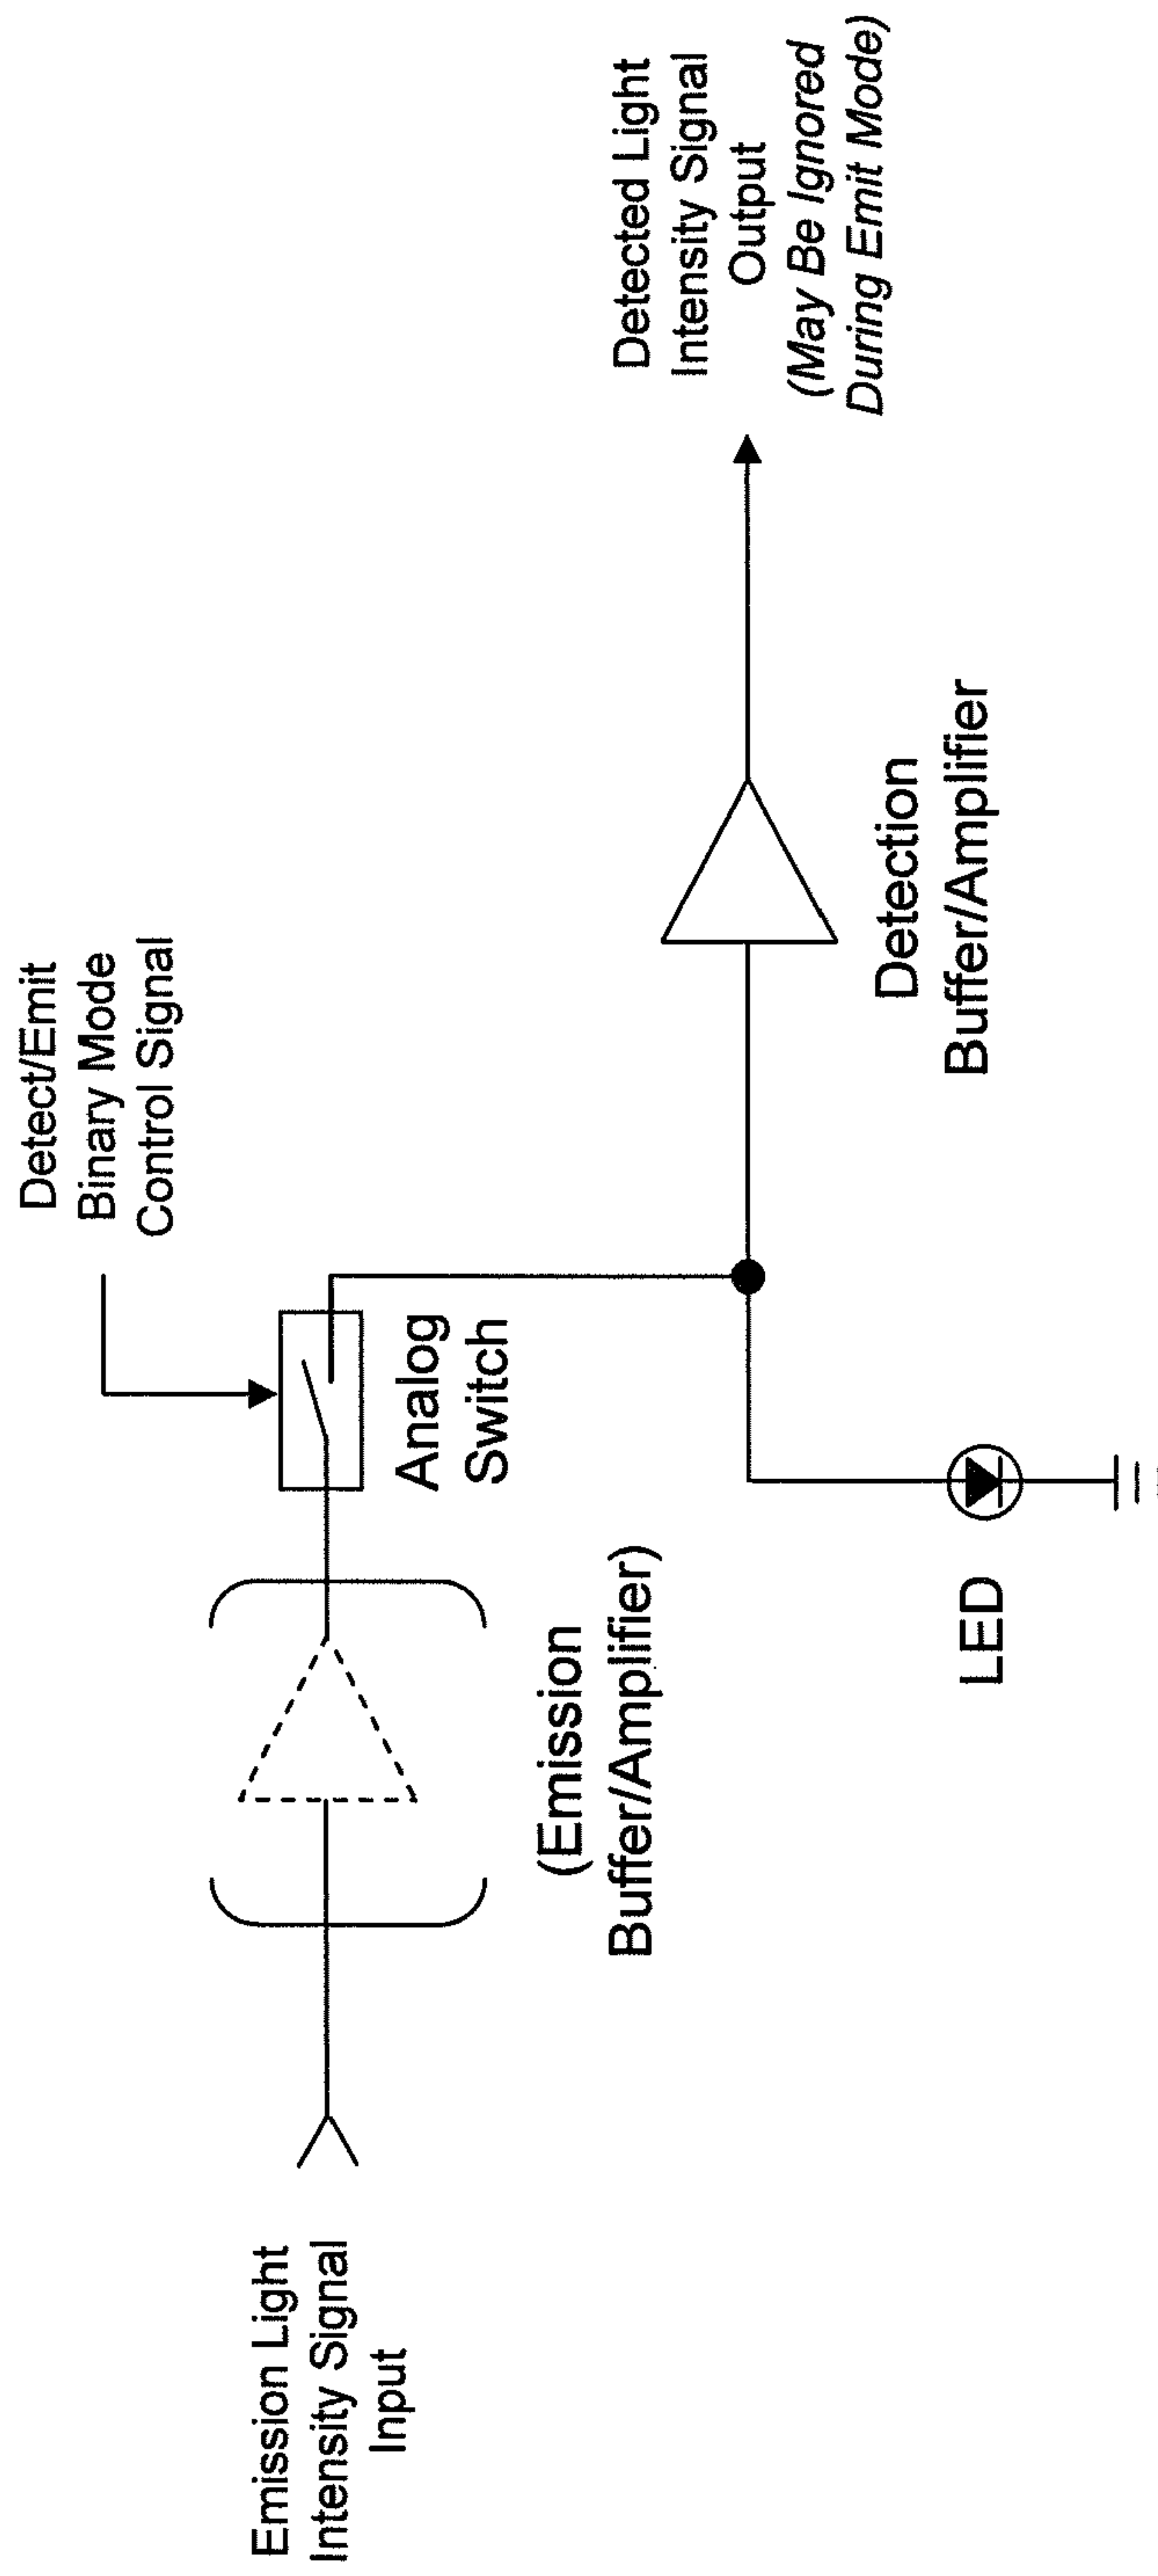 Detect/Emit
Binary Mode
Control Signal
Emission Light
Intensity Signal
Input
(Emission
Buffer/Amplifier)
Analog
Switch
Detected Light
Intensity Signal
Output
(May Be Ignored
During Emit Mode)
Detection
Buffer/Amplifier
LED